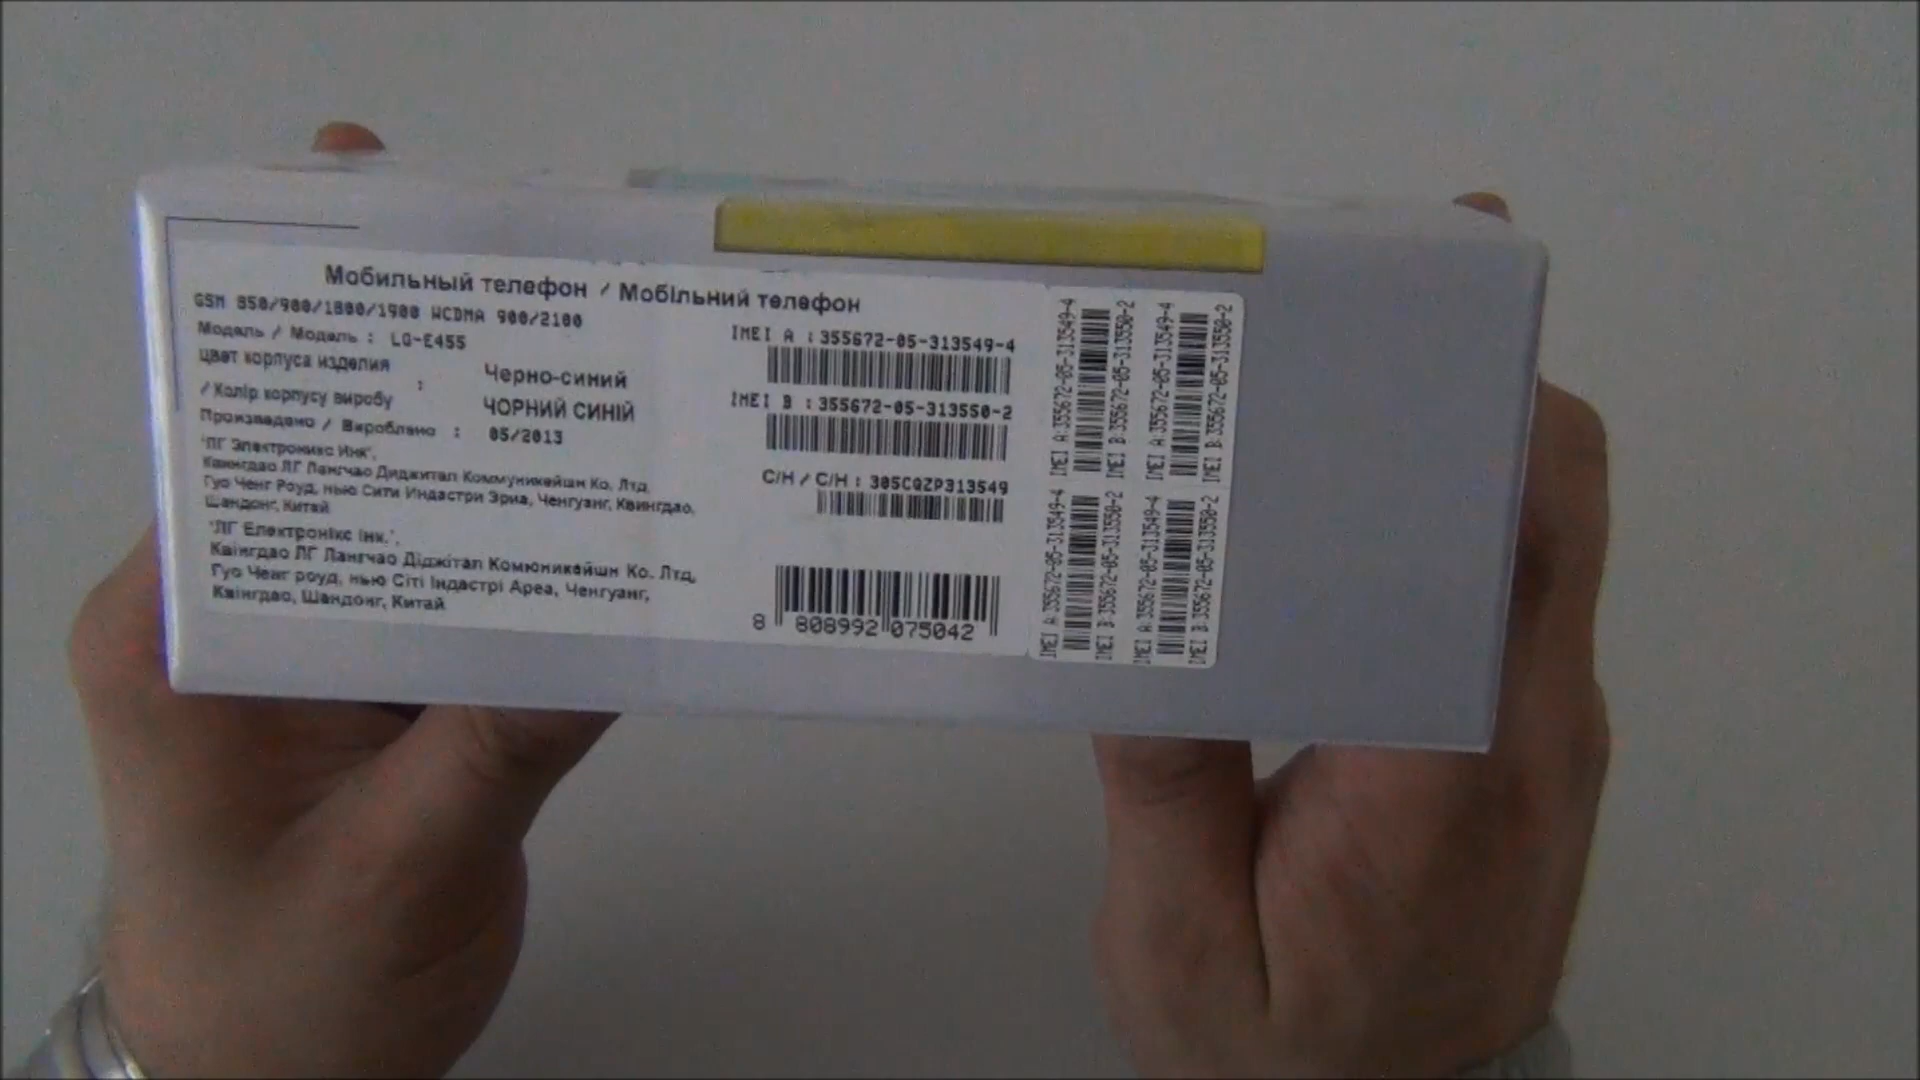 Мобильный телефон / Мобільний телефон
GSM 850/900/1800/1900 WCDMA 900/2100
Модель / Модель : LG-E455
Цвет корпуса изделия
/ Колір корпусу виробу
:
Черно-синий
ЧОРНИЙ СИНІЙ
Произведено / Вироблено : 05/2013
"ЛГ Электроникс Инк",
Квингдао ЛГ Лангчао Диджитал Коммуникейшн Ко. Лтд,
Гуо Ченг Роуд, нью Сити Индастри Эриа, Ченгуанг, Квингдао,
Шандонг, Китай
"ЛГ Електронікс Інк.",
Квінгдао ЛГ Лангчао Діджітал Комюникейшн Ко. Лтд,
Гуо Ченг роуд, нью Сіті Індастрі Ареа, Ченгуанг,
Квінгдао, Шандонг, Китай
IMEI A : 355672-05-313549-4
IMEI B : 355672-05-313550-2
С/Н / С/Н : 305CQZP313549
8 808992 075042
IMEI A:355672-05-313549-4
IMEI B:355672-05-313550-2
IMEI A:355672-05-313549-4
IMEI B:355672-05-313550-2
IMEI A:355672-05-313549-4
IMEI B:355672-05-313550-2
IMEI A:355672-05-313549-4
IMEI B:355672-05-313550-2